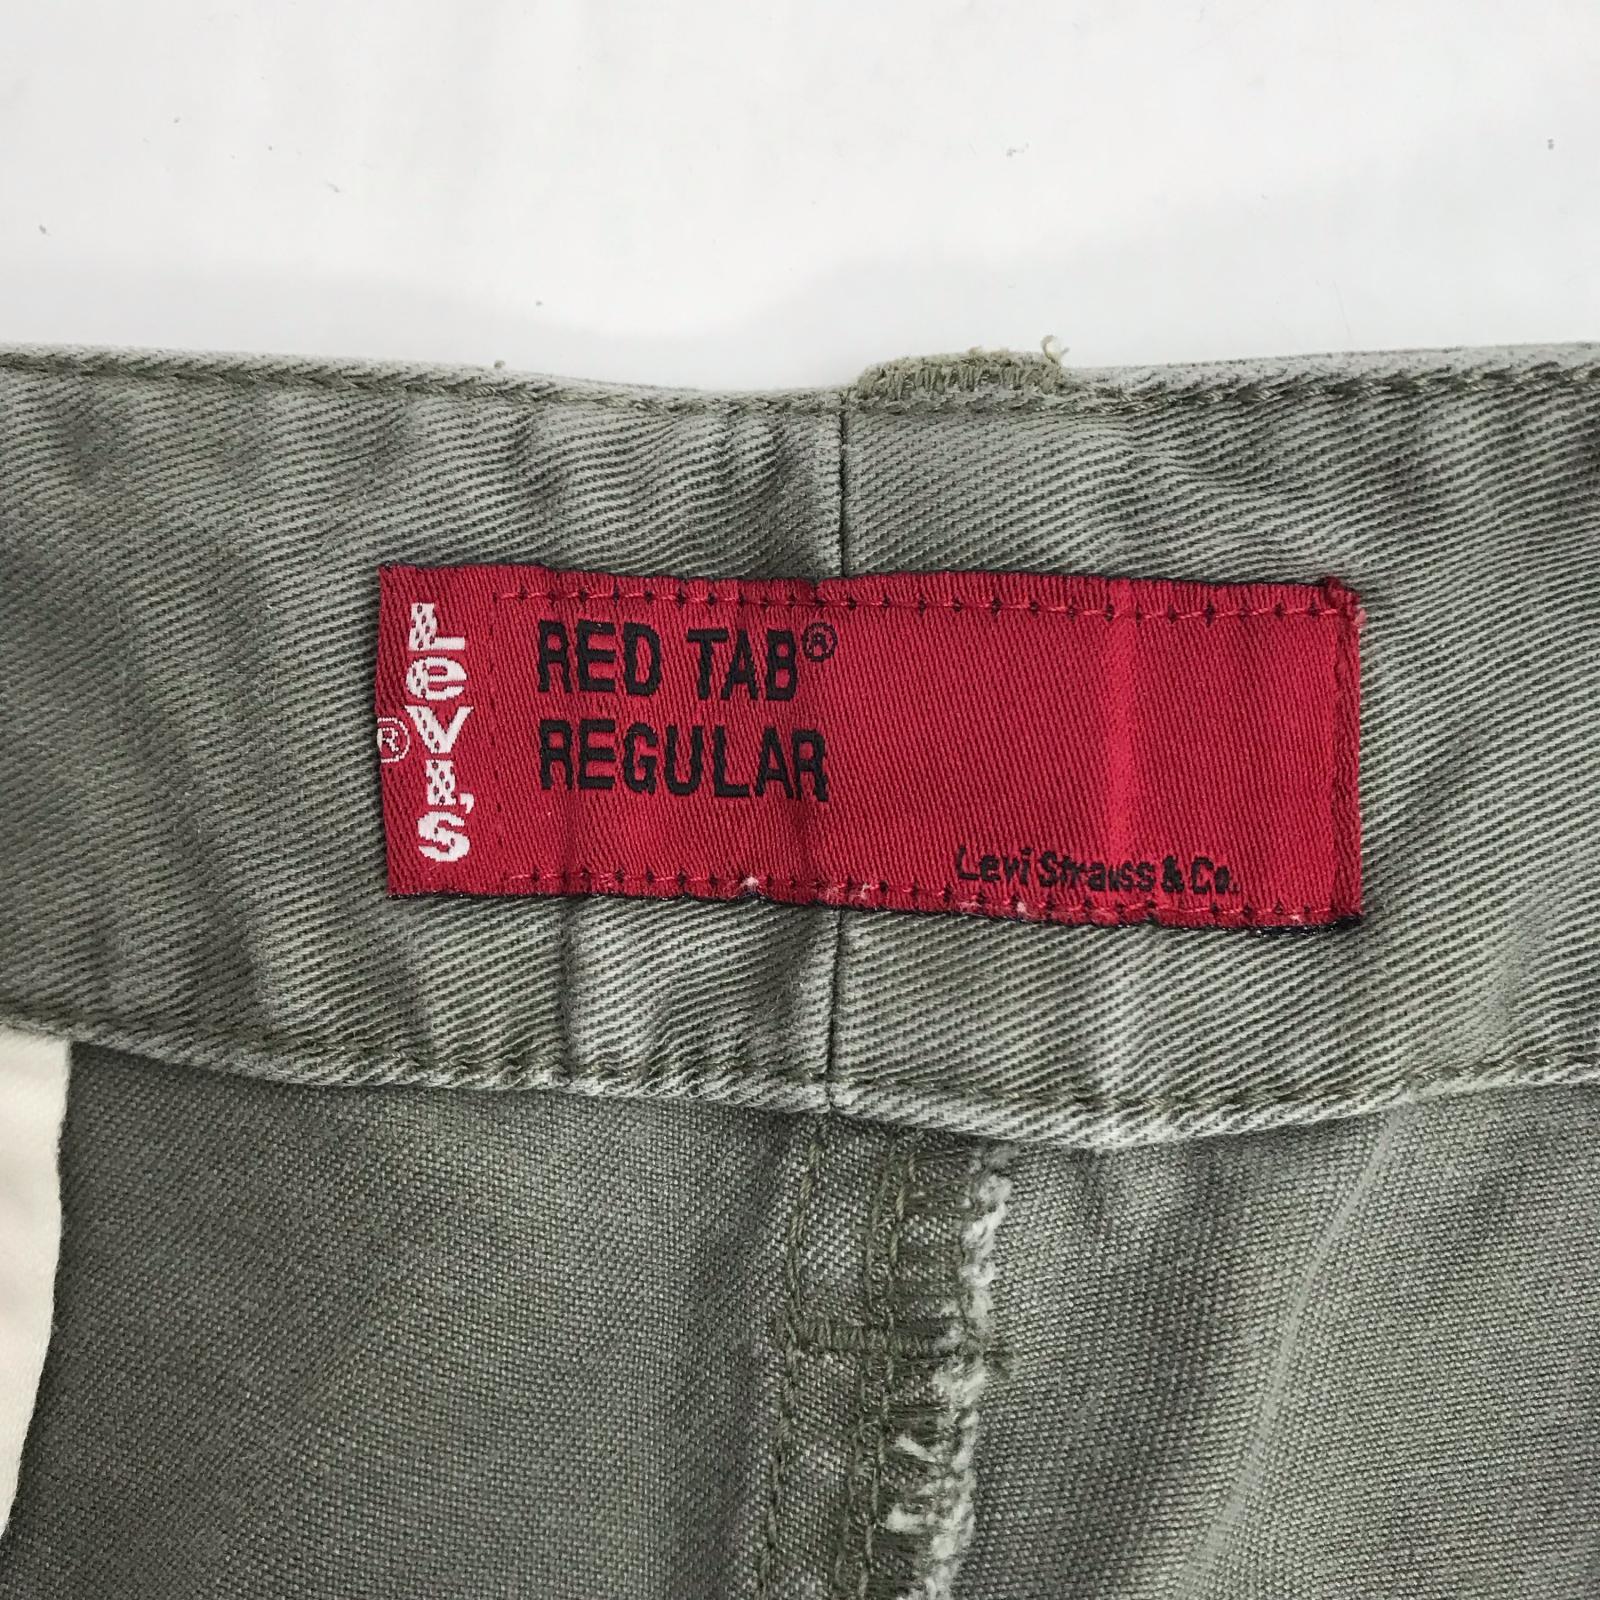 Levi's
®
RED TAB®
REGULAR
Levi Strauss & Co.